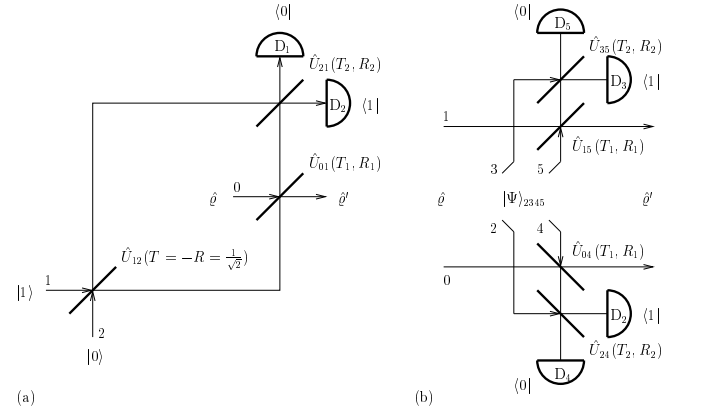 ⟨0|
D₁
Û₂₁(T₂, R₂)
D₂ ⟨1|
Û₀₁(T₁, R₁)
ϱ̂ 0 ϱ̂′
Û₁₂(T = −R = 1/√2)
|1⟩ 1
2
|0⟩
(a)
⟨0| D₅
Û₃₅(T₂, R₂)
D₃ ⟨1|
1
Û₁₅(T₁, R₁)
3 5
ϱ̂ |Ψ⟩₂₃₄₅ ϱ̂′
2 4
Û₀₄(T₁, R₁)
0
D₂ ⟨1|
Û₂₄(T₂, R₂)
D₄
⟨0|
(b)